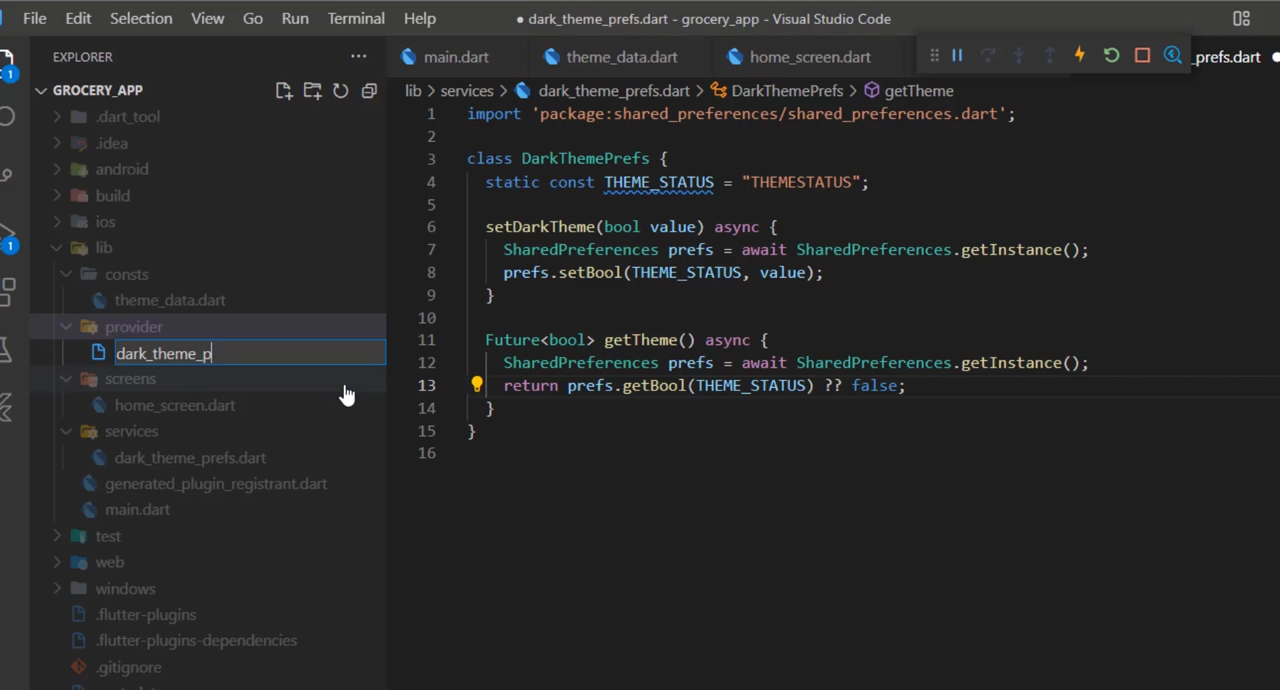 File Edit Selection View Go Run Terminal Help
● dark_theme_prefs.dart - grocery_app - Visual Studio Code
EXPLORER
GROCERY_APP
.dart_tool
.idea
android
build
ios
lib
consts
theme_data.dart
provider
dark_theme_p
screens
home_screen.dart
services
dark_theme_prefs.dart
generated_plugin_registrant.dart
main.dart
test
web
windows
.flutter-plugins
.flutter-plugins-dependencies
.gitignore
1
1
main.dart theme_data.dart home_screen.dart _prefs.dart
lib > services > dark_theme_prefs.dart > DarkThemePrefs > getTheme
1 import 'package:shared_preferences/shared_preferences.dart';
2
3 class DarkThemePrefs {
4 static const THEME_STATUS = "THEMESTATUS";
5
6 setDarkTheme(bool value) async {
7 SharedPreferences prefs = await SharedPreferences.getInstance();
8 prefs.setBool(THEME_STATUS, value);
9 }
10
11 Future<bool> getTheme() async {
12 SharedPreferences prefs = await SharedPreferences.getInstance();
13 return prefs.getBool(THEME_STATUS) ?? false;
14 }
15 }
16